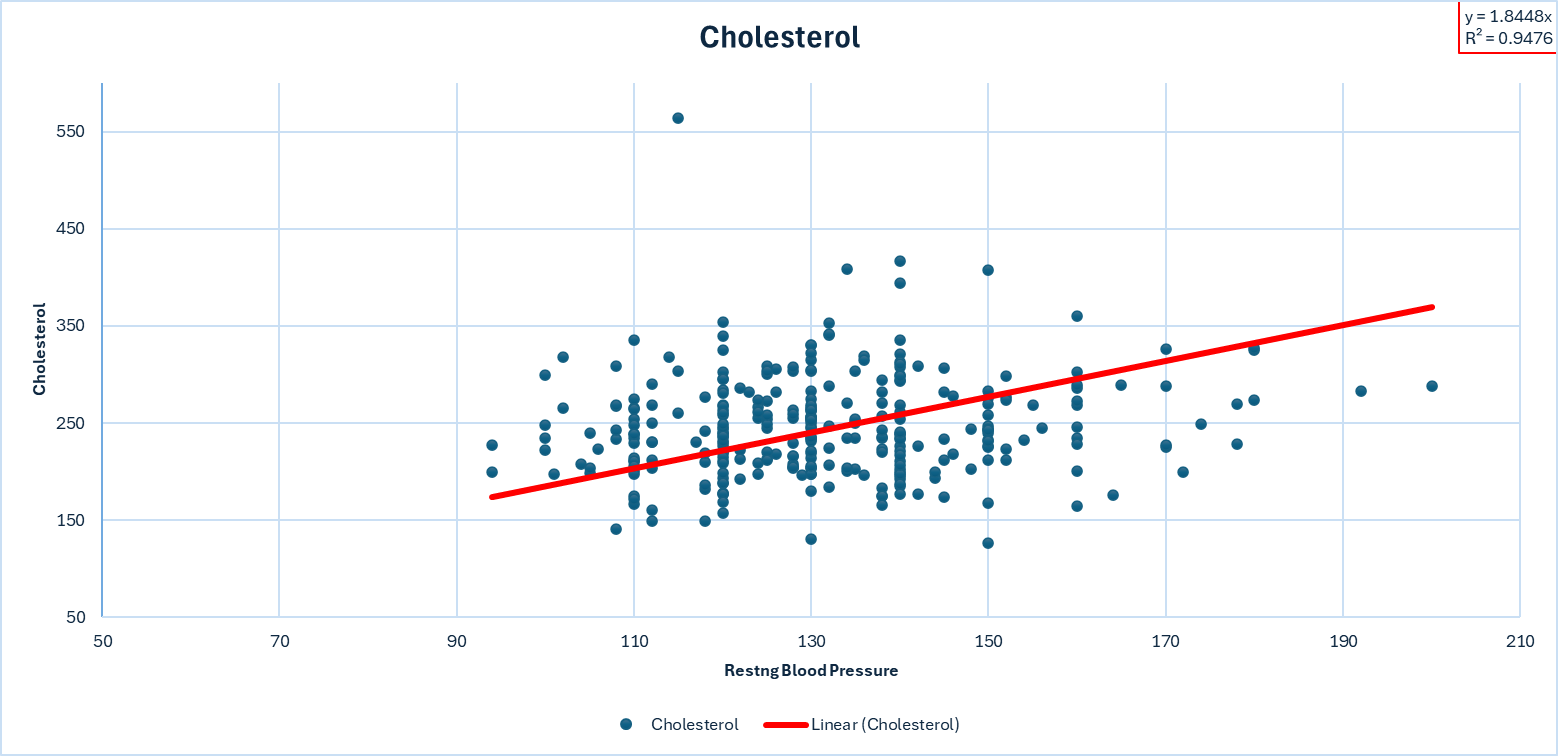 Cholesterol
y = 1.8448x
R² = 0.9476
550
450
350
250
150
50
Cholesterol
50 70 90 110 130 150 170 190 210
Restng Blood Pressure
Cholesterol Linear (Cholesterol)